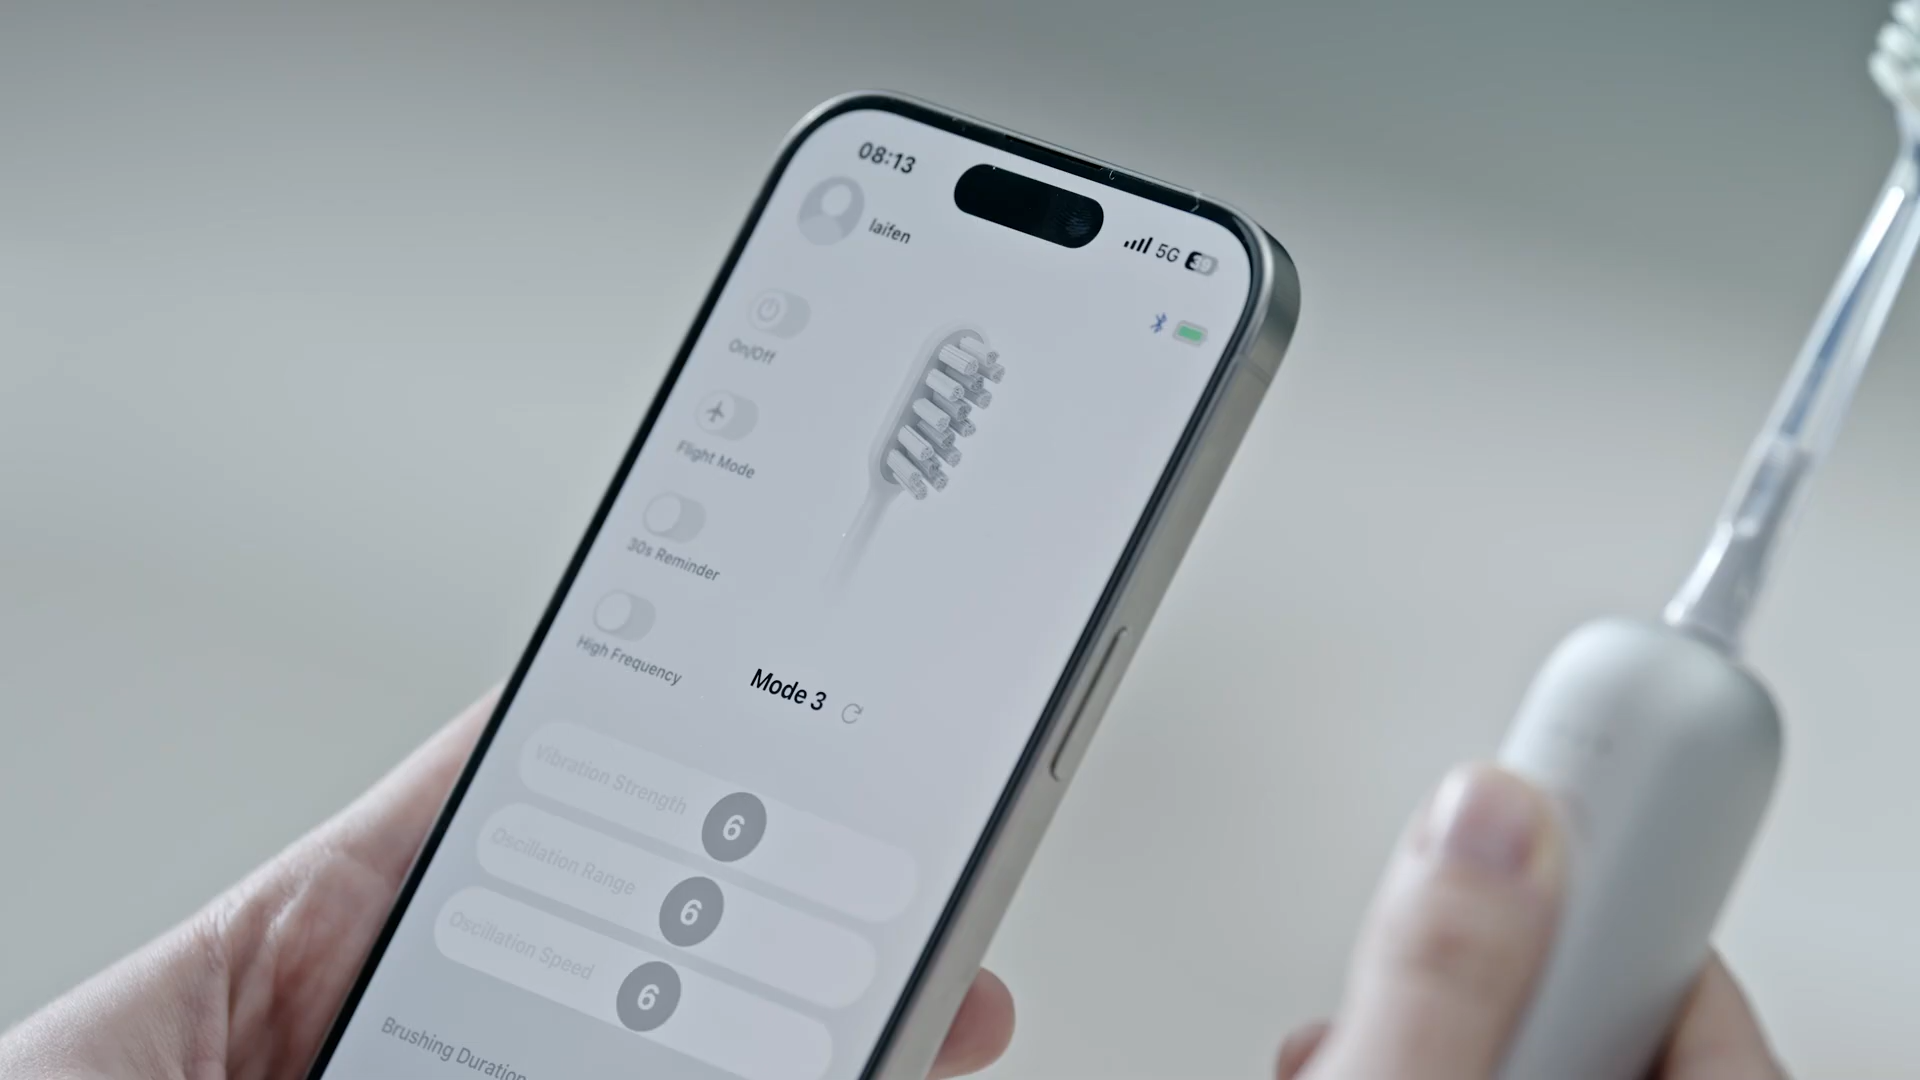 08:13
5G 39
laifen
On/Off
Flight Mode
30s Reminder
High Frequency
Mode 3
Vibration Strength 6
Oscillation Range 6
Oscillation Speed 6
Brushing Duration